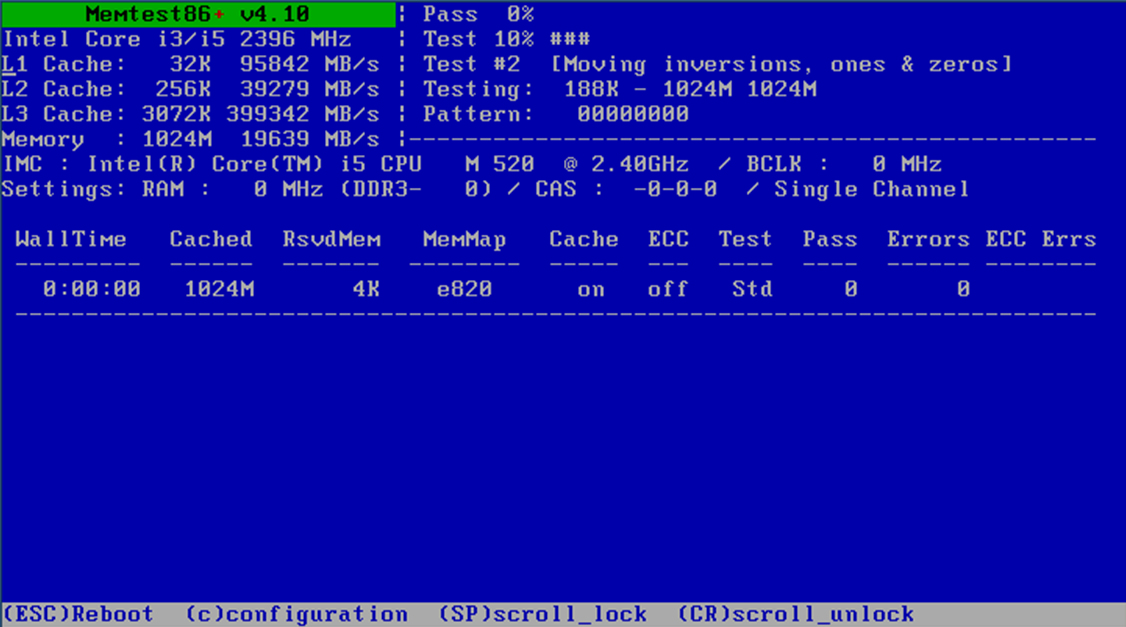 Memtest86+ v4.10 | Pass 0%
Intel Core i3/i5 2396 MHz | Test 10% ###
L1 Cache: 32K 95842 MB/s | Test #2 [Moving inversions, ones & zeros]
L2 Cache: 256K 39279 MB/s | Testing: 188K - 1024M 1024M
L3 Cache: 3072K 399342 MB/s | Pattern: 00000000
Memory : 1024M 19639 MB/s |-------------------------------------------------
IMC : Intel(R) Core(TM) i5 CPU M 520 @ 2.40GHz / BCLK : 0 MHz
Settings: RAM : 0 MHz (DDR3- 0) / CAS : -0-0-0 / Single Channel
WallTime Cached RsvdMem MemMap Cache ECC Test Pass Errors ECC Errs
--------- ------ ------- -------- ----- --- ---- ---- ------ --------
0:00:00 1024M 4K e820 on off Std 0 0
-----------------------------------------------------------------------------
(ESC)Reboot (c)configuration (SP)scroll_lock (CR)scroll_unlock